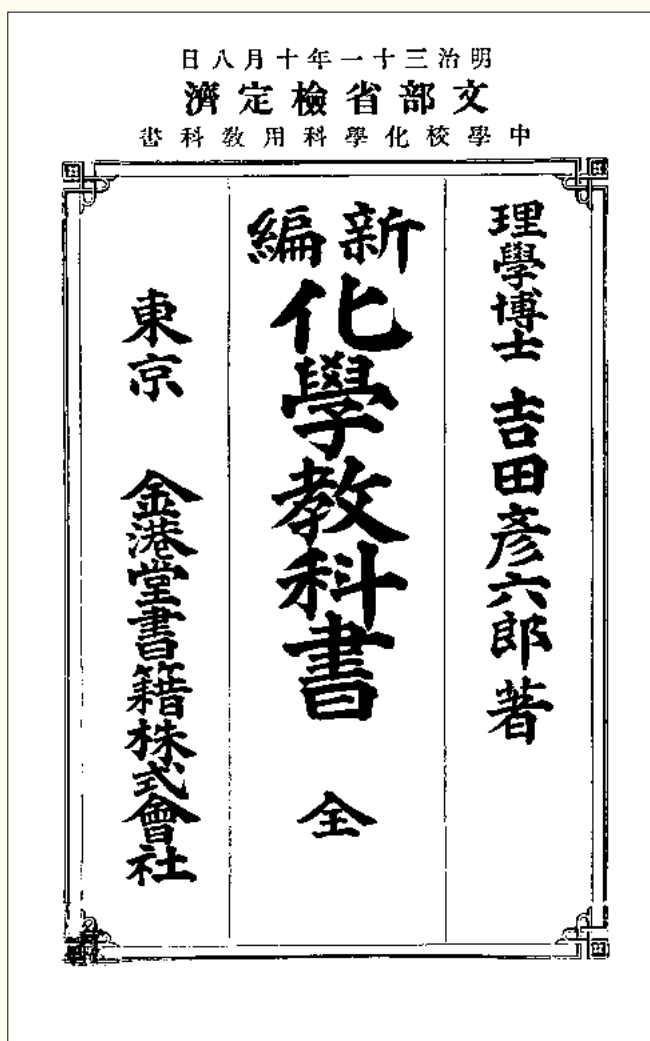 明治三十一年十月八日
文部省檢定濟
中學校化學科用教科書
理學博士 吉田彥六郎著
新編
化學教科書 全
東京 金港堂書籍株式會社